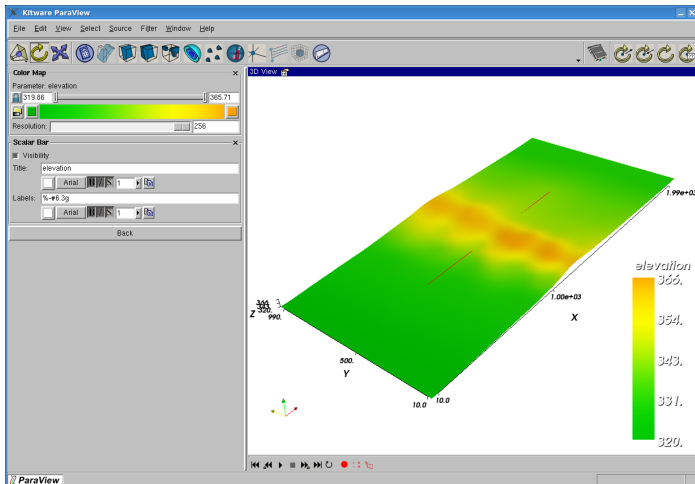 Kitware ParaView
File Edit View Select Source Filter Window Help
Color Map
3D View
Parameter: elevation
319.86 365.71
Resolution: 256
Scalar Bar
Visibility
Title: elevation
Arial B I S 1
Labels: %-#6.3g
Arial B I S 1
Back
1.99e+03
elevation
366.
354.
343.
331.
320.
1.00e+03
X
366.
320.
Z
990.
500.
Y
10.0 10.0
ParaView